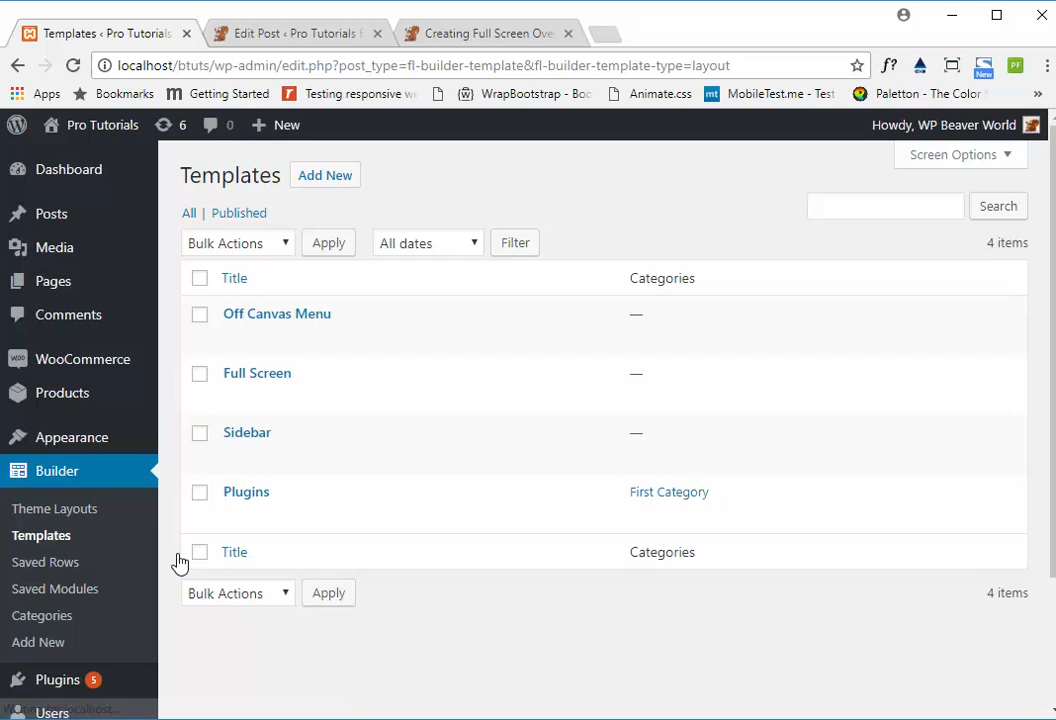 Templates ‹ Pro Tutorials
Edit Post ‹ Pro Tutorials
Creating Full Screen Ove
localhost/btuts/wp-admin/edit.php?post_type=fl-builder-template&fl-builder-template-type=layout
f?
New
PF
Apps
Bookmarks
Getting Started
Testing responsive
WrapBootstrap - Boo
Animate.css
mt
MobileTest.me - Test
Paletton - The Color
»
Pro Tutorials
6
0
New
Howdy, WP Beaver World
Dashboard
Posts
Media
Pages
Comments
WooCommerce
Products
Appearance
Builder
Theme Layouts
Templates
Saved Rows
Saved Modules
Categories
Add New
Plugins 5
Users
Screen Options
Templates Add New
All | Published
Search
Bulk Actions
Apply
All dates
Filter
4 items
Title Categories
Off Canvas Menu —
Full Screen —
Sidebar —
Plugins First Category
Title Categories
Bulk Actions
Apply
4 items